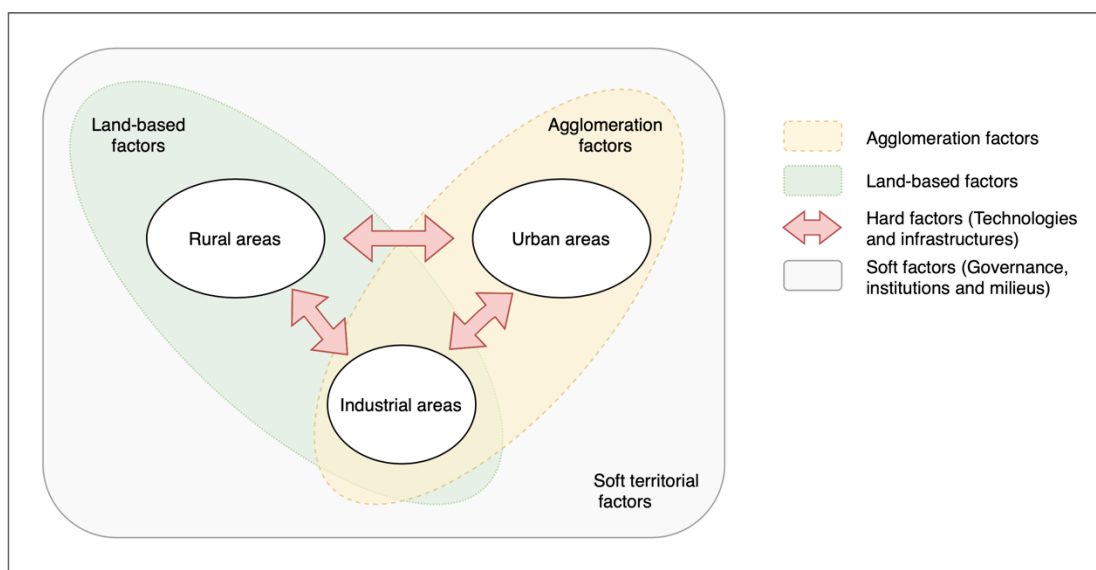 Land-based
factors
Agglomeration
factors
Rural areas
Urban areas
Industrial areas
Soft territorial
factors
Agglomeration factors
Land-based factors
Hard factors (Technologies
and infrastructures)
Soft factors (Governance,
institutions and milieus)